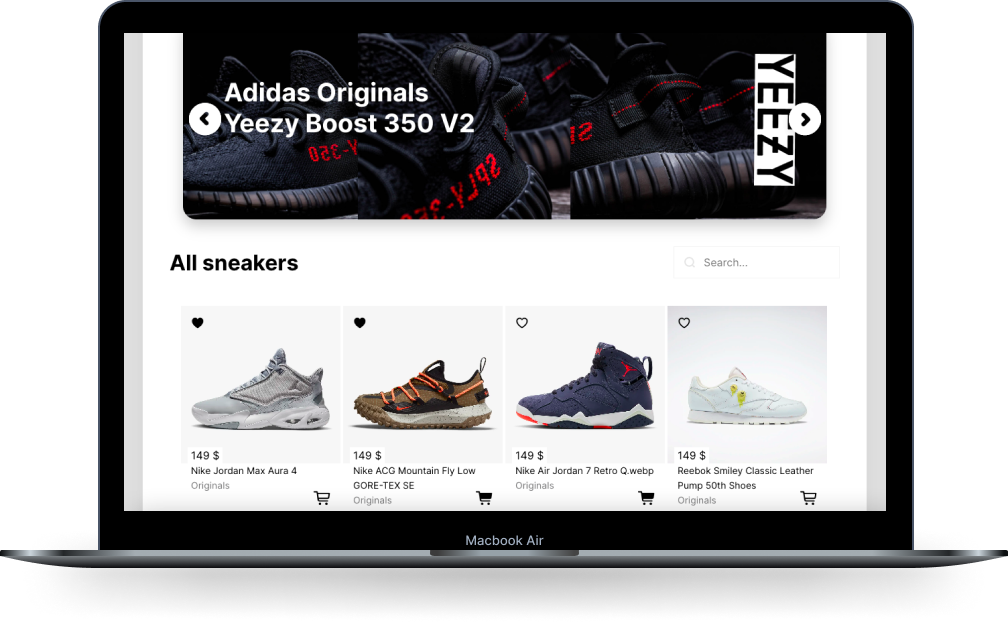 Adidas Originals
Yeezy Boost 350 V2
YEEZY
All sneakers
Search...
149 $
Nike Jordan Max Aura 4
Originals
149 $
Nike ACG Mountain Fly Low
GORE-TEX SE
Originals
149 $
Nike Air Jordan 7 Retro Q.webp
Originals
149 $
Reebok Smiley Classic Leather
Pump 50th Shoes
Originals
Macbook Air